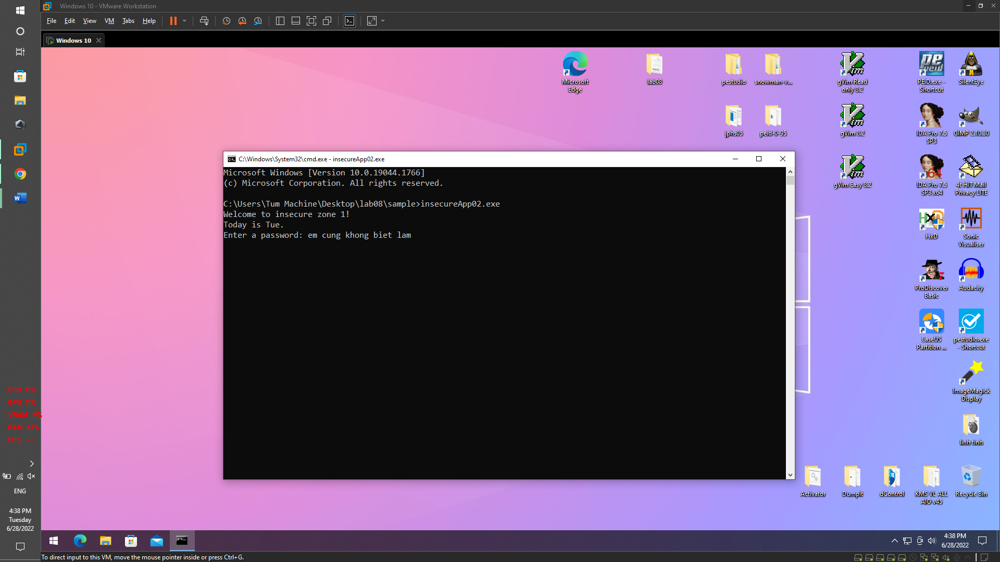 Windows 10 - VMware Workstation
File Edit View VM Tabs Help
Windows 10
Microsoft Edge
lab08
pestudio
snowman-v...
gVim Read only 8.2
PEiD.exe - Shortcut
SilentEye
jphs05
peid-0-95
gVim 8.2
IDA Pro 7.5 SP3
GIMP 2.10.30
gVim Easy 8.2
IDA Pro 7.5 SP3 x64
4t HIT Mail Privacy LITE
HxD
Sonic Visualiser
ProDiscover Basic
Audacity
EaseUS Partition ...
pestudio.exe - Shortcut
ImageMagick Display
linh tinh
Activator
DumpIt
dControl
KMS VL ALL AIO v45
Recycle Bin
C:\Windows\System32\cmd.exe - insecureApp02.exe
Microsoft Windows [Version 10.0.19044.1766]
(c) Microsoft Corporation. All rights reserved.
C:\Users\Tum Machine\Desktop\lab08\sample>insecureApp02.exe
Welcome to insecure zone 1!
Today is Tue.
Enter a password: em cung khong biet lam
CPU 11%
GPU 11%
VRAM 9%
RAM 62%
FPS --
ENG
4:38 PM
Tuesday
6/28/2022
4:38 PM
6/28/2022
To direct input to this VM, move the mouse pointer inside or press Ctrl+G.